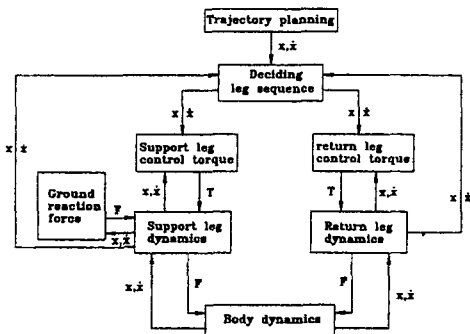 Trajectory planning
x,ẋ
Deciding
leg sequence
x ẋ
x ẋ
x ẋ
Support leg
control torque
return leg
control torque
x,ẋ
T
T
x,ẋ
x ẋ
Ground
reaction
force
F
x,ẋ
Support leg
dynamics
Return leg
dynamics
x,ẋ
F
F
x,ẋ
Body dynamics